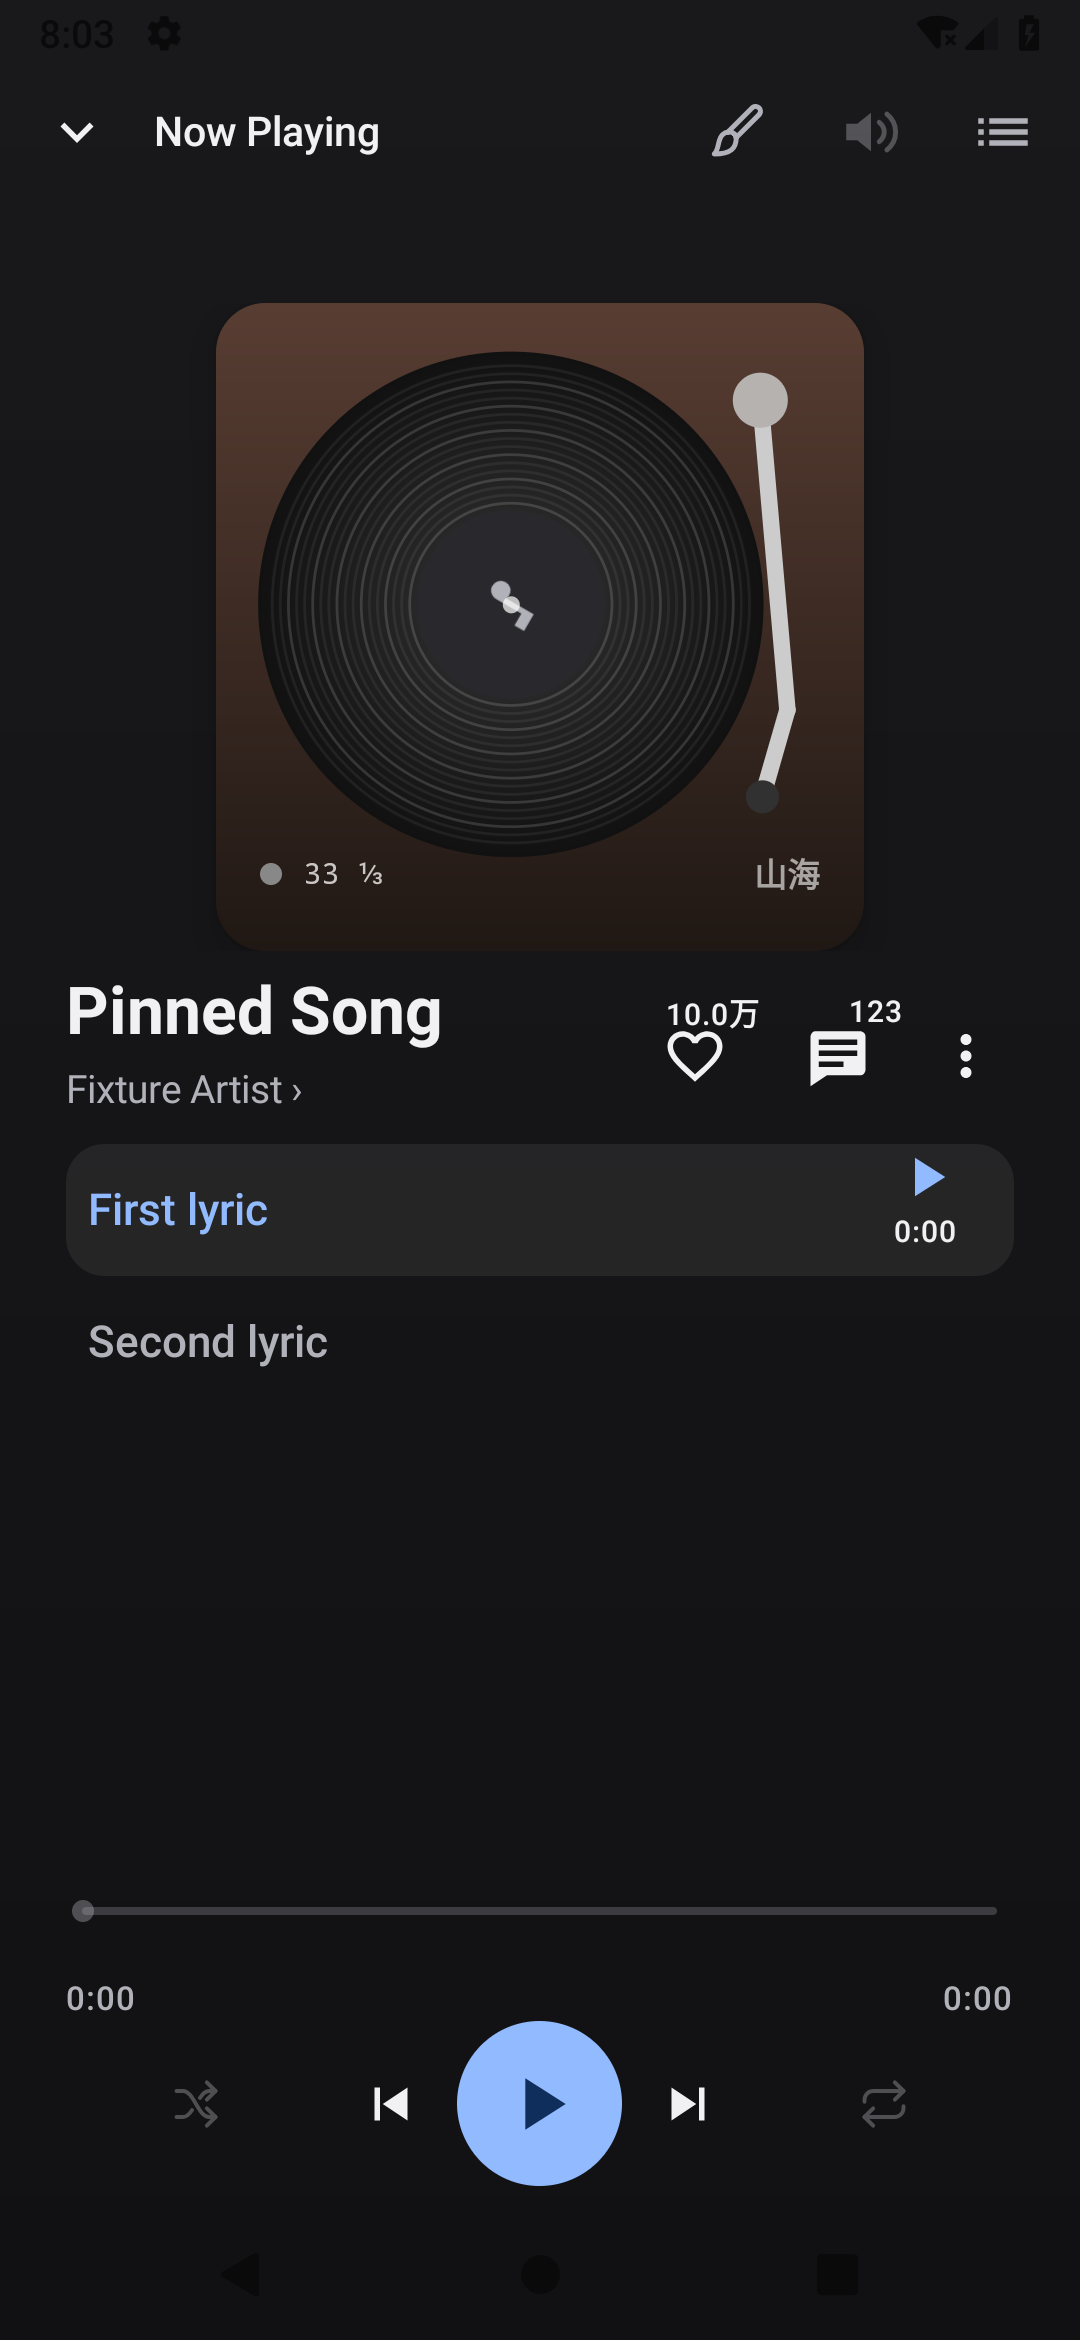 8:03
Now Playing
33 ⅓
山海
Pinned Song
10.0万
123
Fixture Artist ›
First lyric
0:00
Second lyric
0:00
0:00